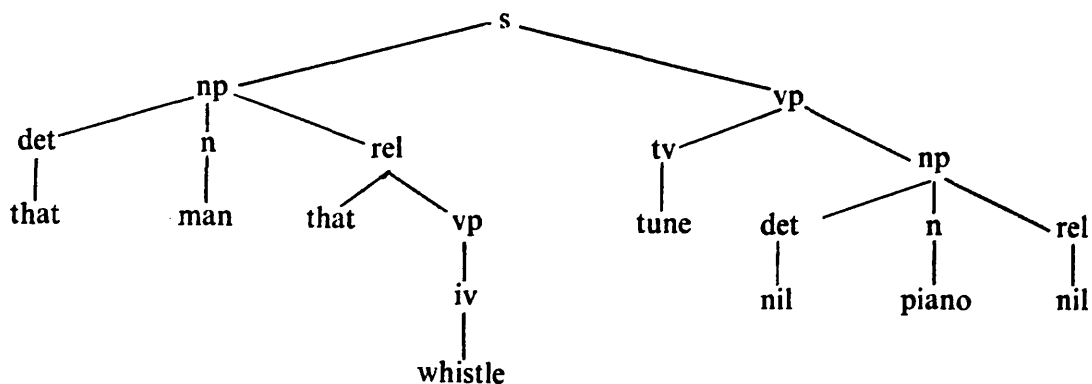 s
np vp
det n rel tv np
that man that vp tune det n rel
iv nil piano nil
whistle